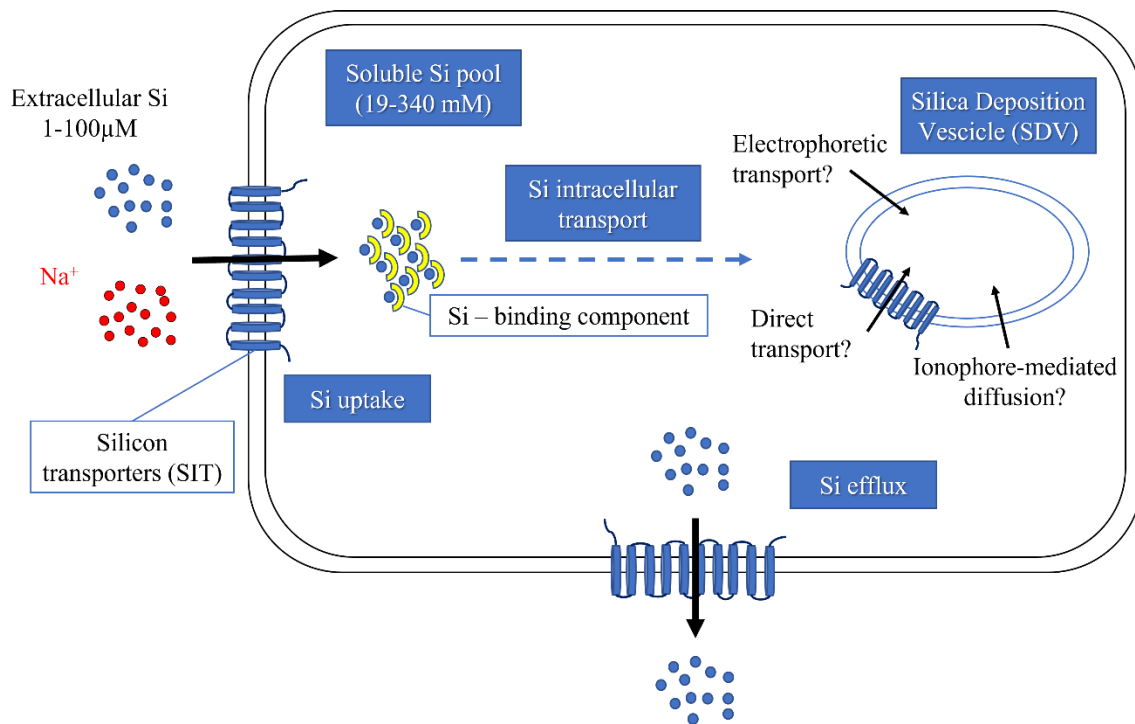 Extracellular Si
1-100µM
Na⁺
Silicon
transporters (SIT)
Soluble Si pool
(19-340 mM)
Si uptake
Si intracellular
transport
Si – binding component
Silica Deposition
Vescicle (SDV)
Electrophoretic
transport?
Direct
transport?
Ionophore-mediated
diffusion?
Si efflux